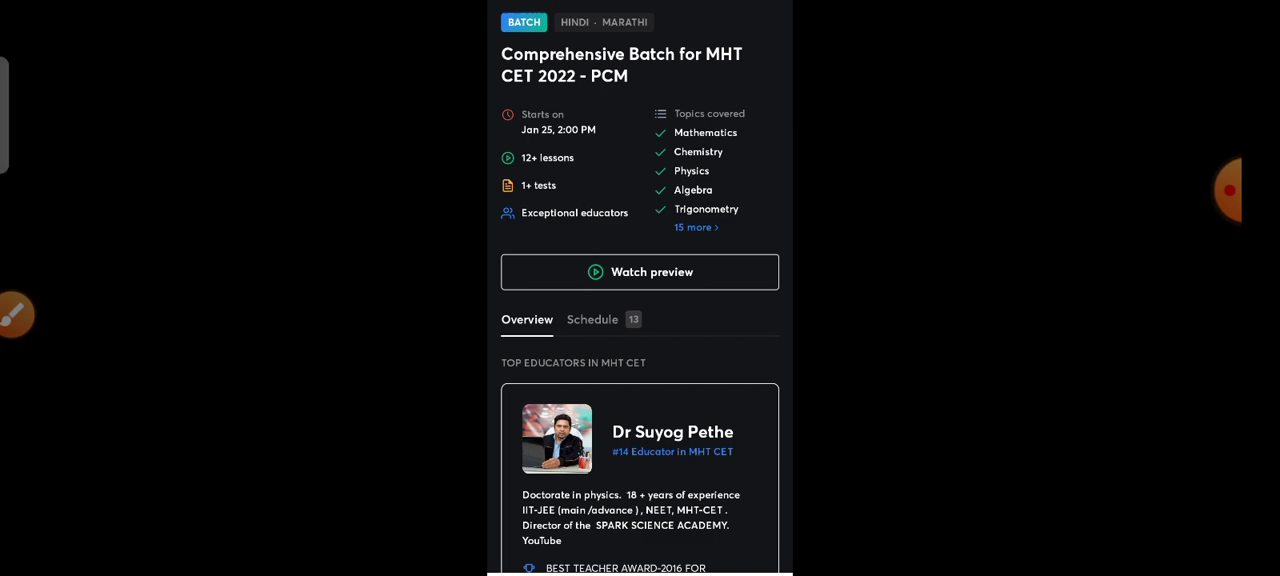 BATCH HINDI · MARATHI
Comprehensive Batch for MHT
CET 2022 - PCM
Starts on
Jan 25, 2:00 PM
12+ lessons
1+ tests
Exceptional educators
Topics covered
Mathematics
Chemistry
Physics
Algebra
Trigonometry
15 more >
Watch preview
Overview Schedule 13
TOP EDUCATORS IN MHT CET
Dr Suyog Pethe
#14 Educator in MHT CET
Doctorate in physics. 18 + years of experience
IIT-JEE (main /advance ) , NEET, MHT-CET .
Director of the SPARK SCIENCE ACADEMY.
YouTube
BEST TEACHER AWARD-2016 FOR